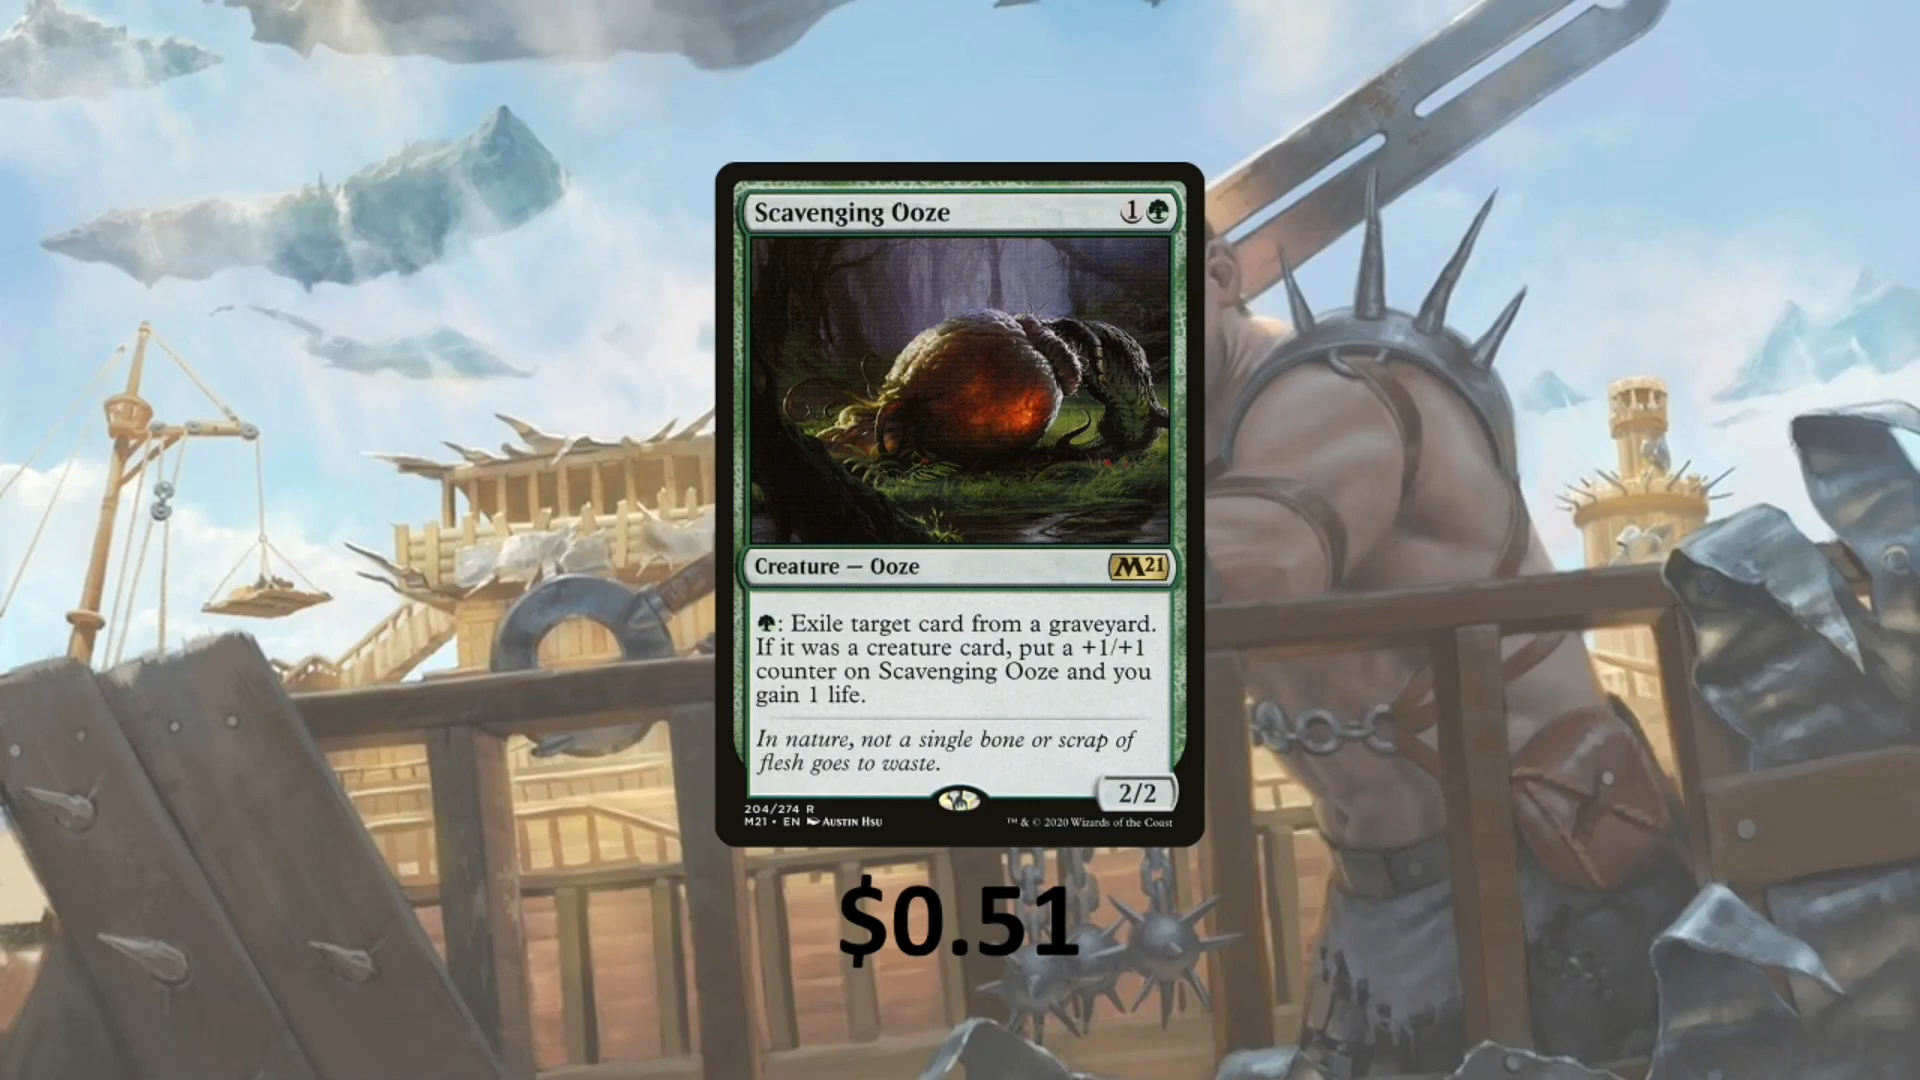 Scavenging Ooze 1
Creature — Ooze M21
: Exile target card from a graveyard.
If it was a creature card, put a +1/+1
counter on Scavenging Ooze and you
gain 1 life.
In nature, not a single bone or scrap of
flesh goes to waste.
2/2
204/274 R
M21 • EN Austin Hsu
™ & © 2020 Wizards of the Coast
$0.51